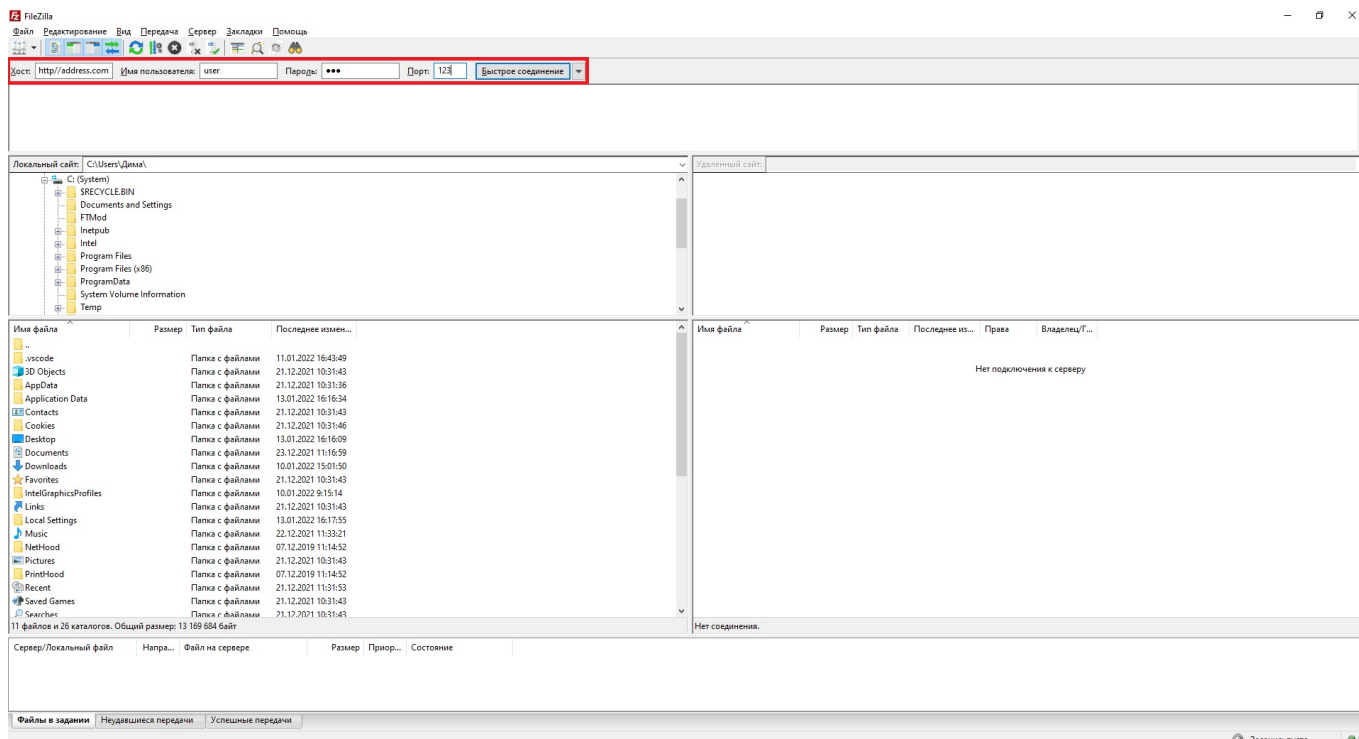 FileZilla
Файл Редактирование Вид Передача Сервер Закладки Помощь
Хост: http//address.com Имя пользователя: user Пароль: ●●● Порт: 123 Быстрое соединение
Локальный сайт: C:\Users\Дима\
Удаленный сайт:
C: (System)
$RECYCLE.BIN
Documents and Settings
FTMod
Inetpub
Intel
Program Files
Program Files (x86)
ProgramData
System Volume Information
Temp
Имя файла Размер Тип файла Последнее измен...
..
.vscode Папка с файлами 11.01.2022 16:43:49
3D Objects Папка с файлами 21.12.2021 10:31:43
AppData Папка с файлами 21.12.2021 10:31:36
Application Data Папка с файлами 13.01.2022 16:16:34
Contacts Папка с файлами 21.12.2021 10:31:43
Cookies Папка с файлами 21.12.2021 10:31:46
Desktop Папка с файлами 13.01.2022 16:16:09
Documents Папка с файлами 23.12.2021 11:16:59
Downloads Папка с файлами 10.01.2022 15:01:50
Favorites Папка с файлами 21.12.2021 10:31:43
IntelGraphicsProfiles Папка с файлами 10.01.2022 9:15:14
Links Папка с файлами 21.12.2021 10:31:43
Local Settings Папка с файлами 13.01.2022 16:17:55
Music Папка с файлами 22.12.2021 11:33:21
NetHood Папка с файлами 07.12.2019 11:14:52
Pictures Папка с файлами 21.12.2021 10:31:43
PrintHood Папка с файлами 07.12.2019 11:14:52
Recent Папка с файлами 21.12.2021 11:31:53
Saved Games Папка с файлами 21.12.2021 10:31:43
Searches Папка с файлами 21.12.2021 10:31:43
11 файлов и 26 каталогов. Общий размер: 13 169 684 байт
Имя файла Размер Тип файла Последнее из... Права Владелец/Г...
Нет подключения к серверу
Нет соединения.
Сервер/Локальный файл Напра... Файл на сервере Размер Приор... Состояние
Файлы в задании Неудавшиеся передачи Успешные передачи